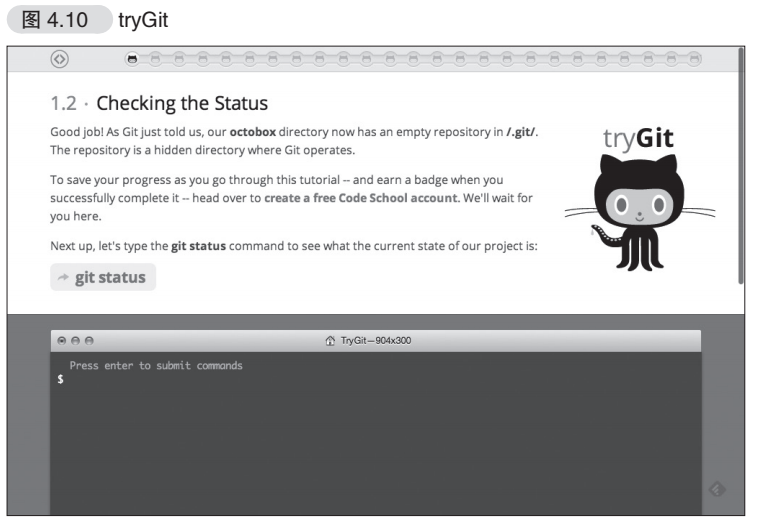 图 4.10 tryGit
1.2 · Checking the Status
Good job! As Git just told us, our octobox directory now has an empty repository in /.git/.
The repository is a hidden directory where Git operates.
To save your progress as you go through this tutorial -- and earn a badge when you
successfully complete it -- head over to create a free Code School account. We'll wait for
you here.
Next up, let's type the git status command to see what the current state of our project is:
git status
tryGit
TryGit—904x300
Press enter to submit commands
$